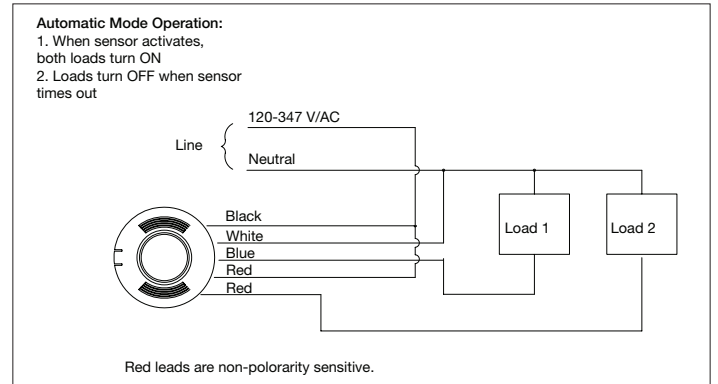 Automatic Mode Operation:
1. When sensor activates,
both loads turn ON
2. Loads turn OFF when sensor
times out
120-347 V/AC
Line
Neutral
Black
White
Blue
Red
Red
Load 1
Load 2
Red leads are non-polorarity sensitive.